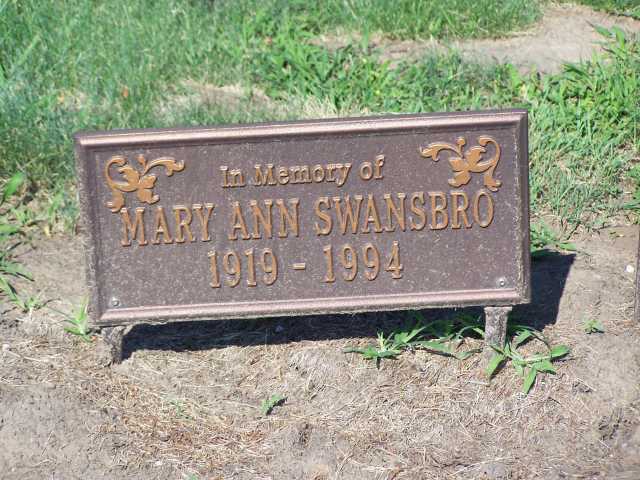 In Memory of
MARY ANN SWANSBRO
1919 - 1994